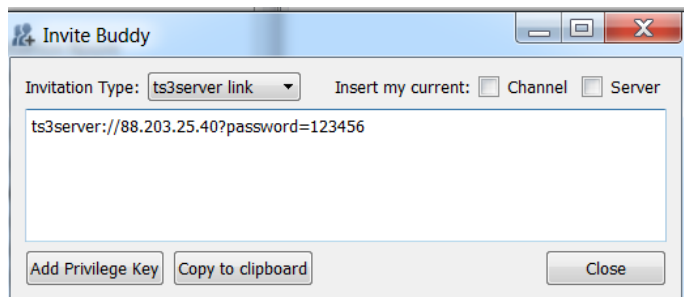 Invite Buddy
Invitation Type: ts3server link Insert my current: Channel Server
ts3server://88.203.25.40?password=123456
Add Privilege Key Copy to clipboard Close